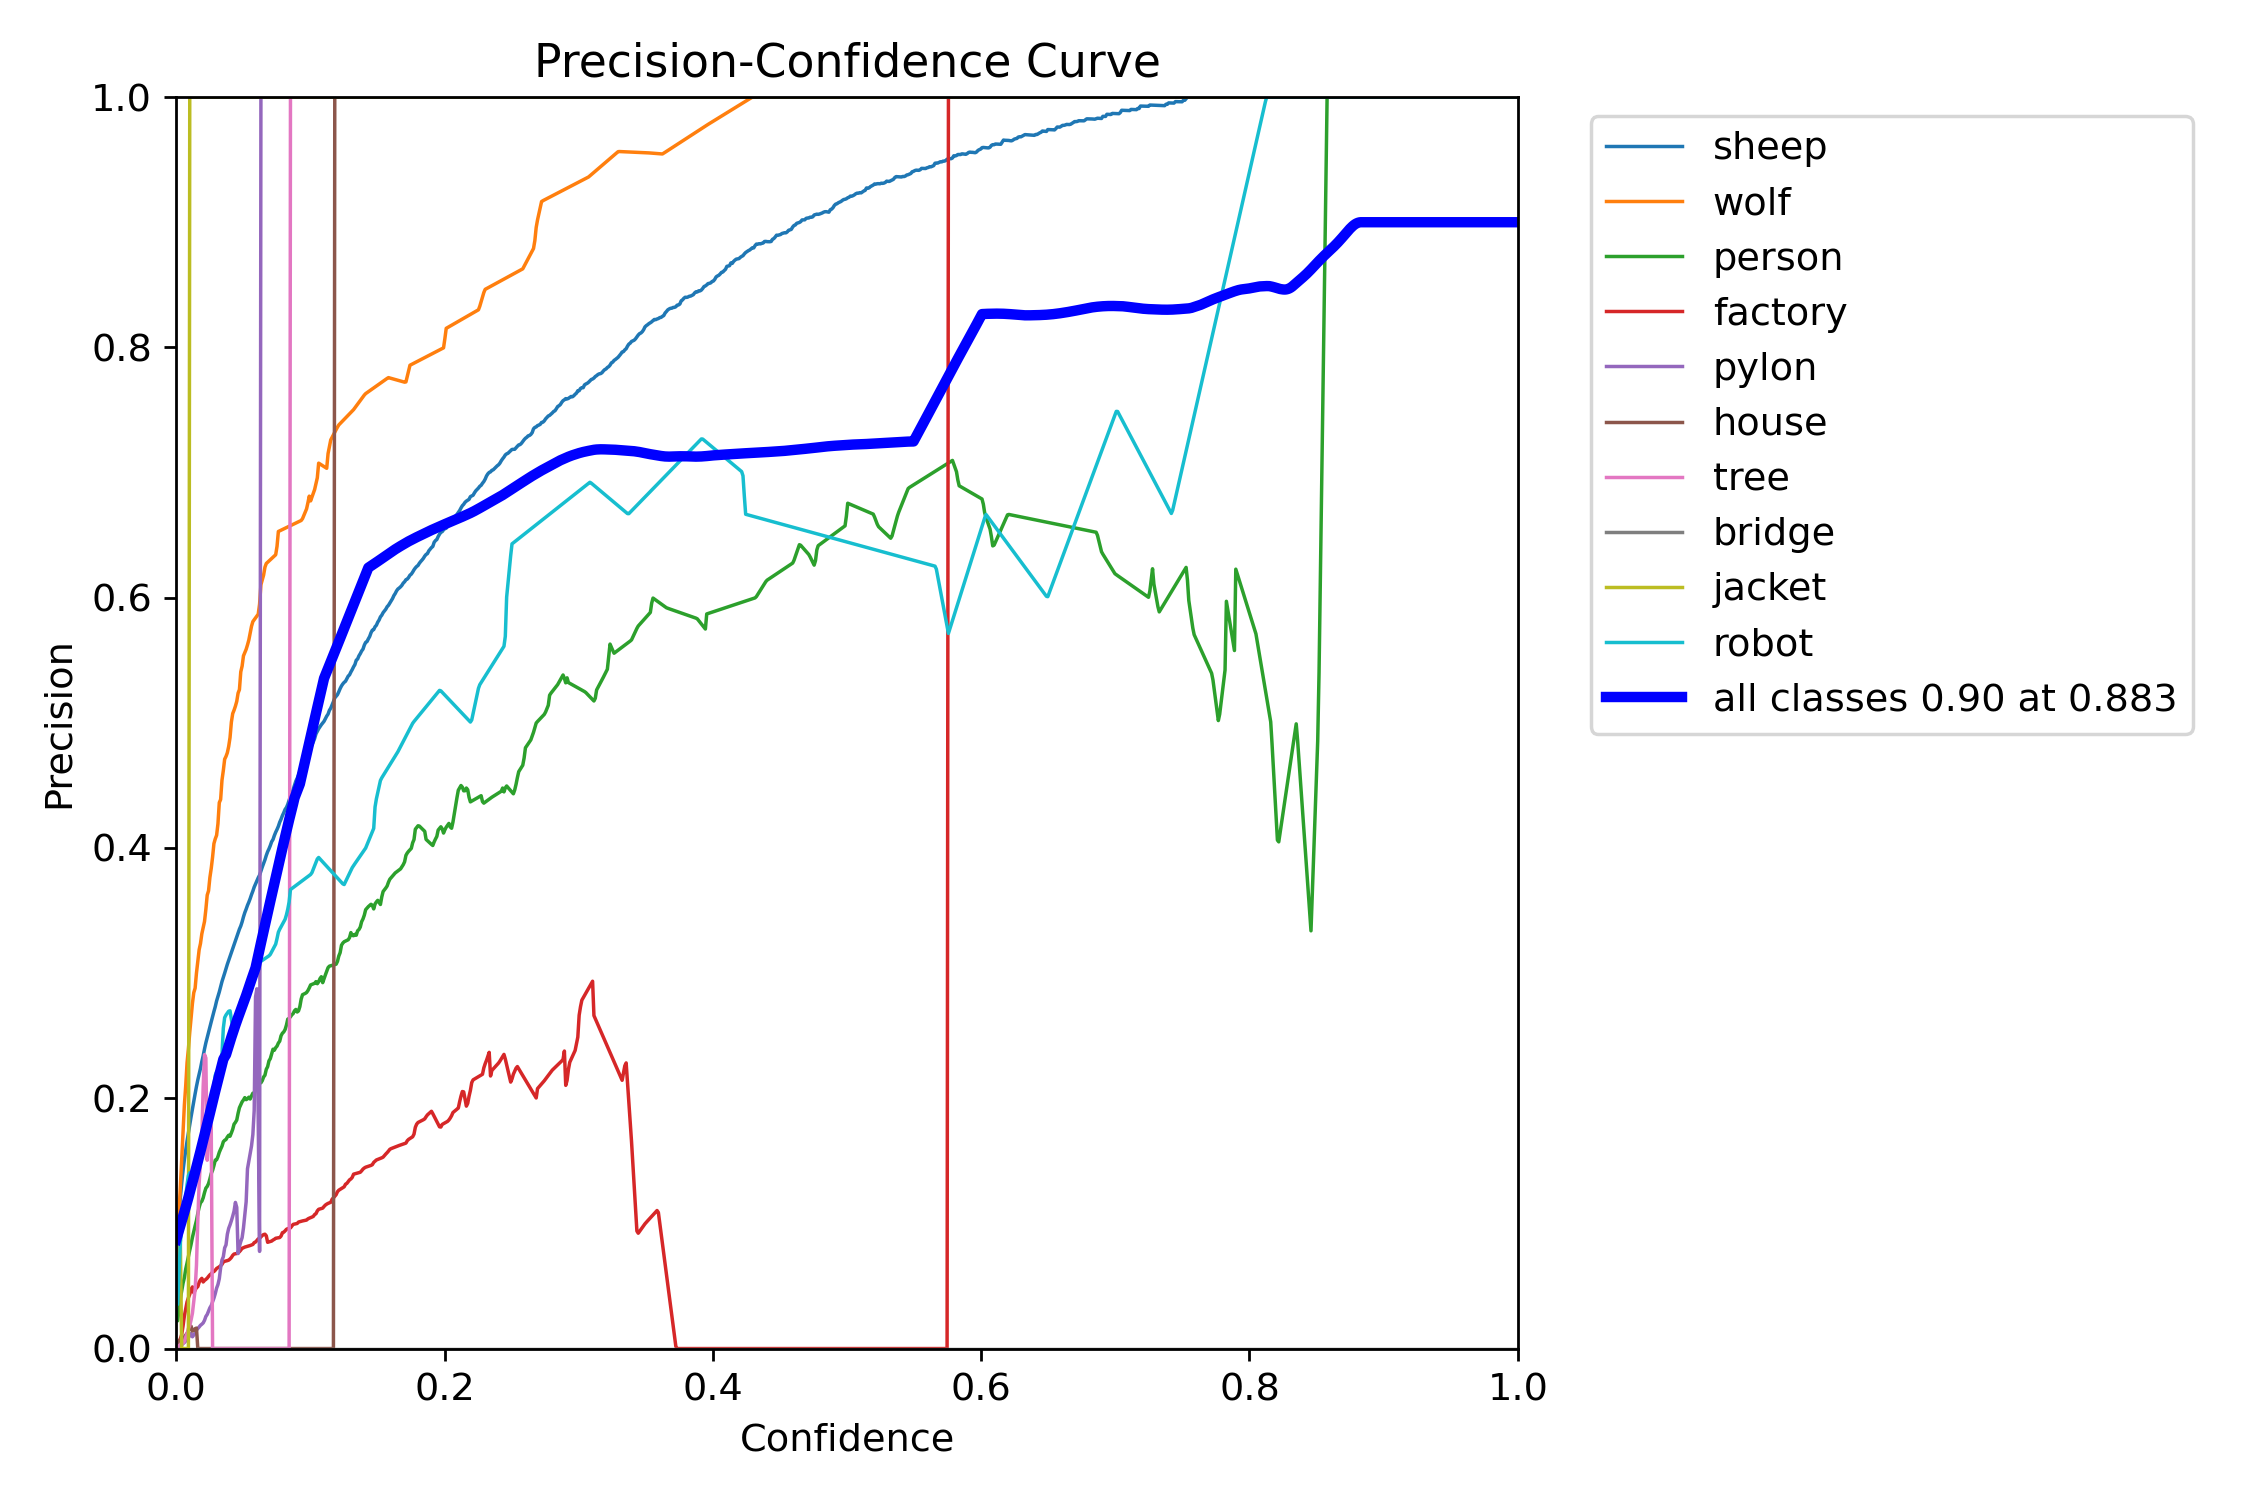 Precision-Confidence Curve
1.0
0.8
0.6
0.4
0.2
0.0
Precision
0.0 0.2 0.4 0.6 0.8 1.0
Confidence
sheep
wolf
person
factory
pylon
house
tree
bridge
jacket
robot
all classes 0.90 at 0.883